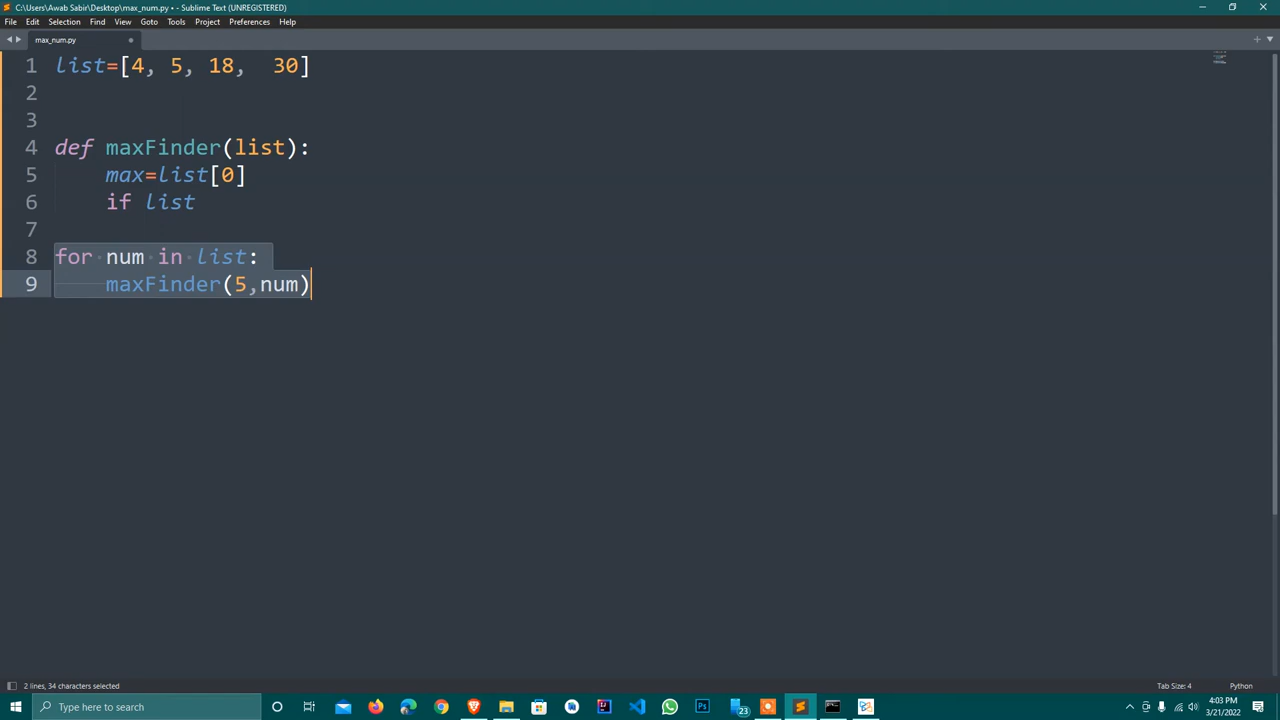 C:\Users\Awab Sabir\Desktop\max_num.py • - Sublime Text (UNREGISTERED)
File Edit Selection Find View Goto Tools Project Preferences Help
max_num.py
1 list=[4, 5, 18,  30]
2
3
4 def maxFinder(list):
5     max=list[0]
6     if list
7
8 for num in list:
9     maxFinder(5,num)
2 lines, 34 characters selected
Tab Size: 4
Python
Type here to search
Ps
23
4:03 PM
3/21/2022